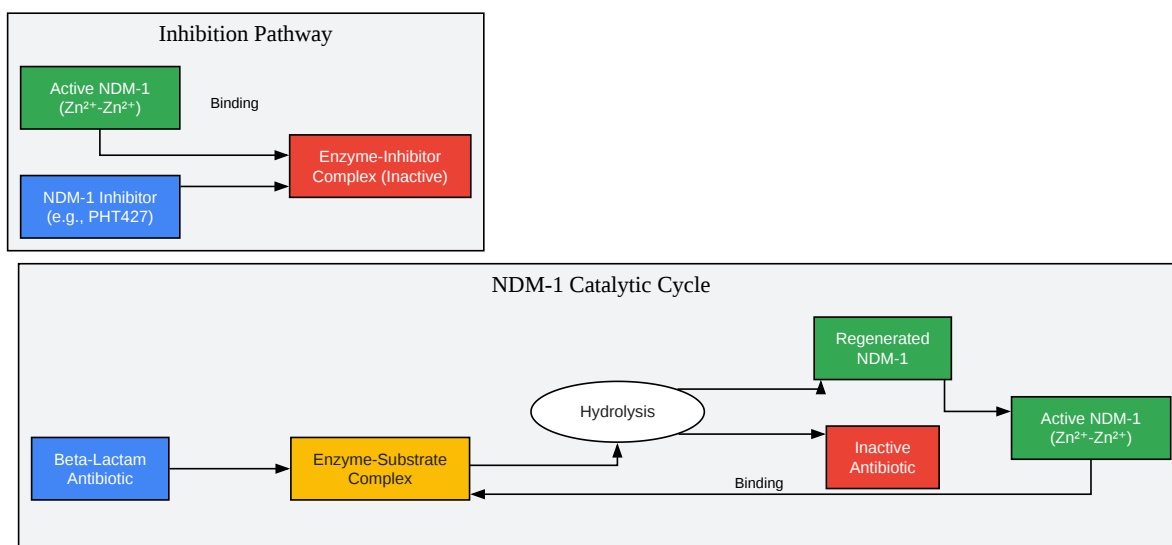 Inhibition Pathway
Active NDM-1
(Zn²⁺-Zn²⁺)
Binding
Enzyme-Inhibitor
Complex (Inactive)
NDM-1 Inhibitor
(e.g., PHT427)
NDM-1 Catalytic Cycle
Regenerated
NDM-1
Hydrolysis
Active NDM-1
(Zn²⁺-Zn²⁺)
Beta-Lactam
Antibiotic
Enzyme-Substrate
Complex
Inactive
Antibiotic
Binding